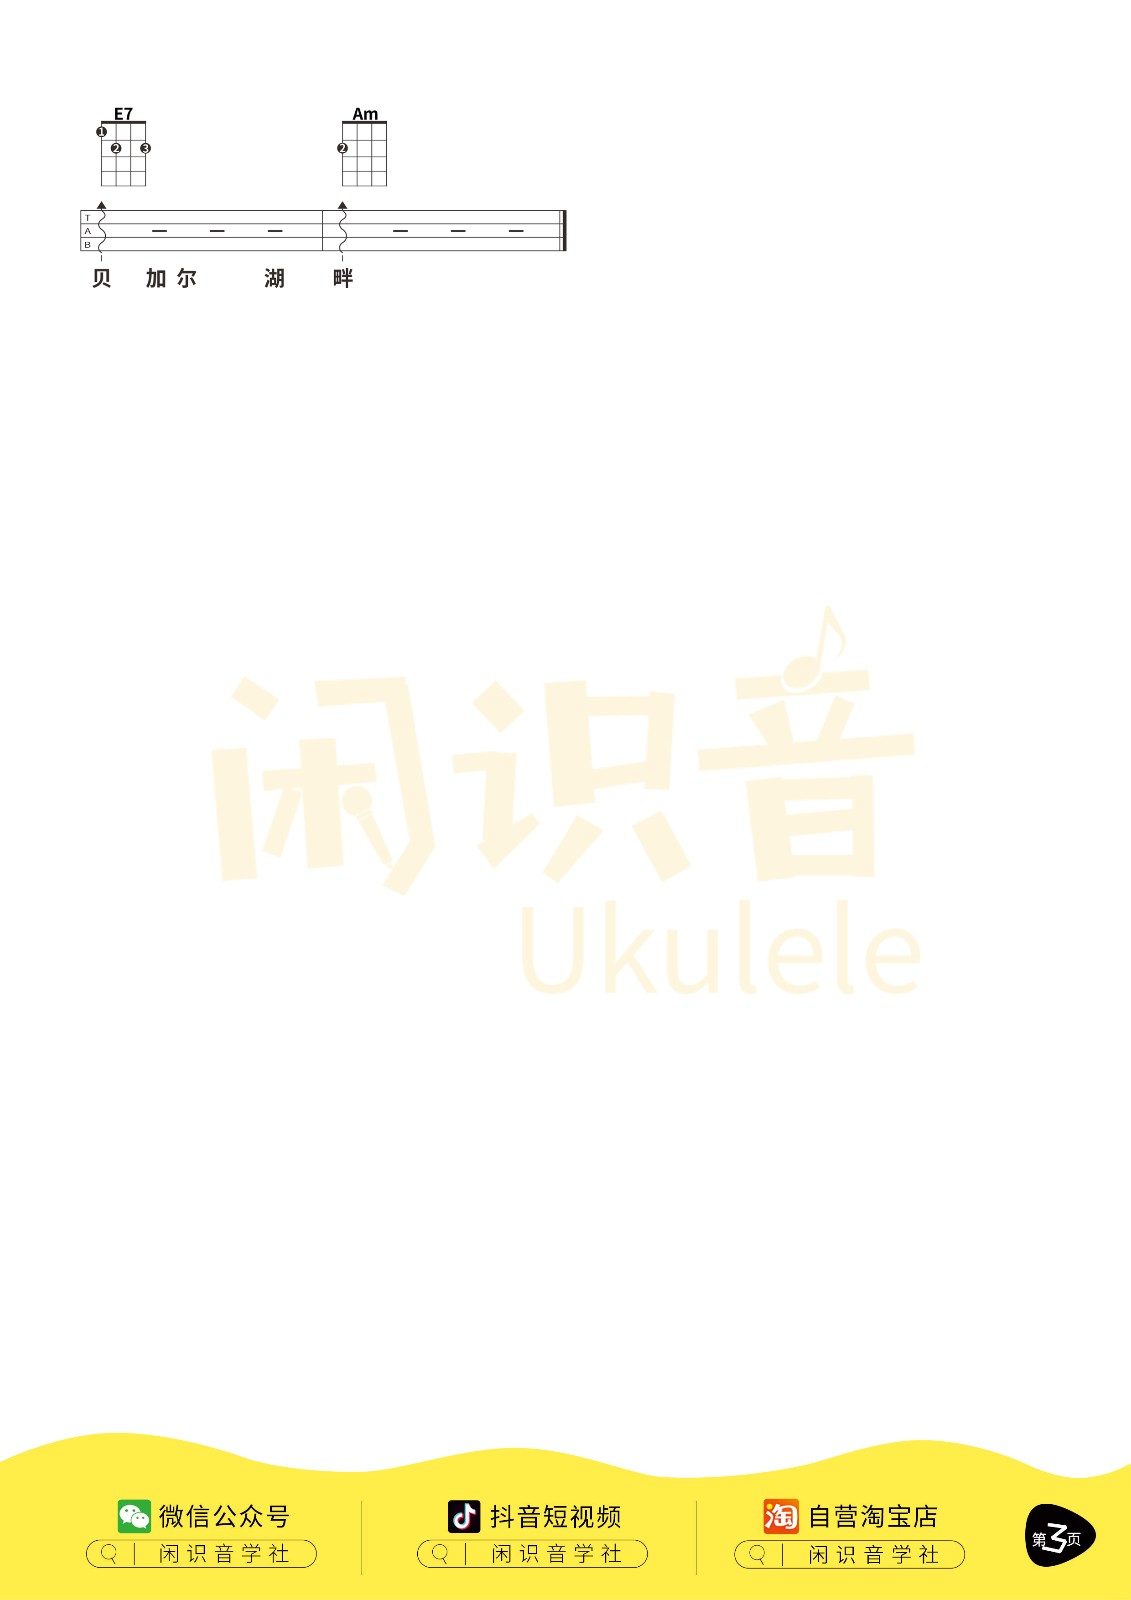 E7 Am
1 2 3 2
T
A
B
贝 加 尔 湖 畔
闲识音
Ukulele
微信公众号 抖音短视频 自营淘宝店
闲识音学社 闲识音学社 闲识音学社
第3页